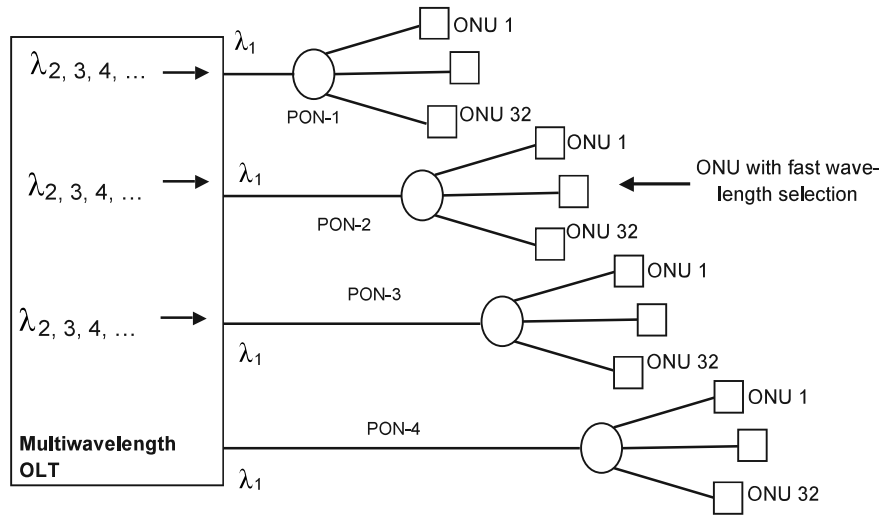 λ1
ONU 1
λ2, 3, 4, …
PON-1
ONU 32
ONU 1
λ1
λ2, 3, 4, …
ONU with fast wave–
length selection
PON-2
ONU 32
PON-3
ONU 1
λ2, 3, 4, …
λ1
ONU 32
ONU 1
PON-4
Multiwavelength
OLT
λ1
ONU 32